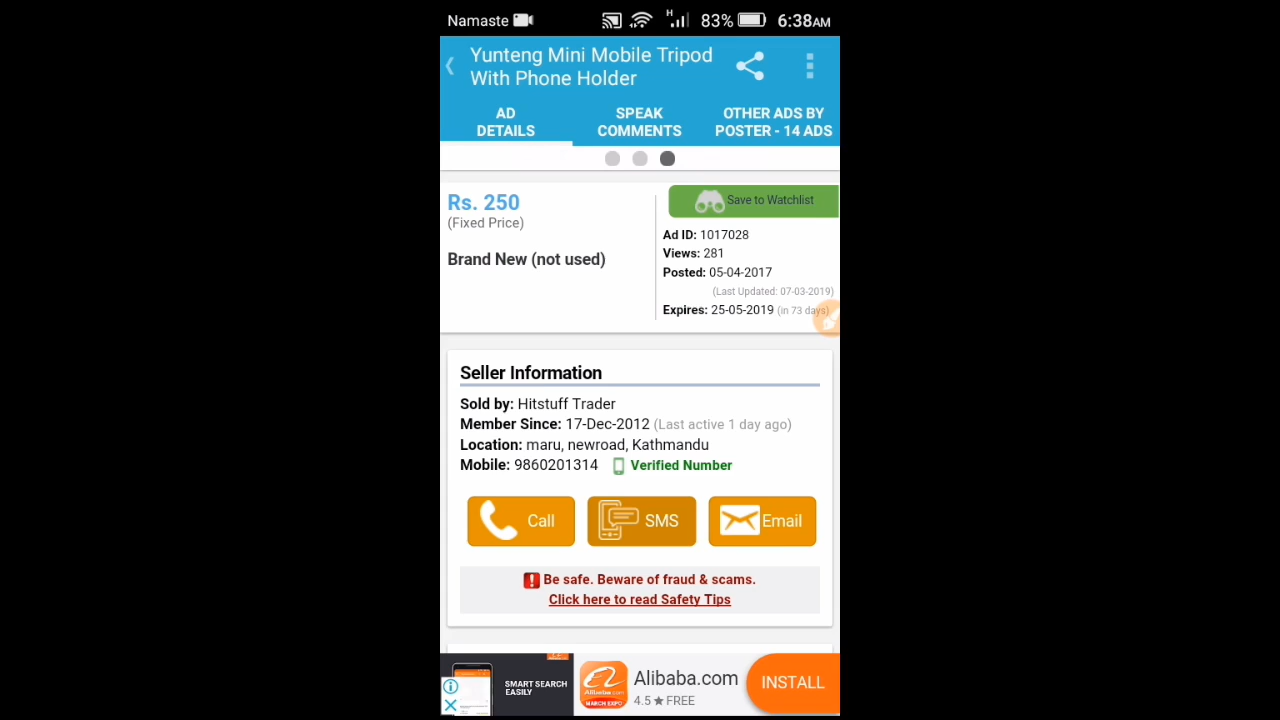 Namaste
H
83%
6:38AM
Yunteng Mini Mobile Tripod
With Phone Holder
AD
DETAILS
SPEAK
COMMENTS
OTHER ADS BY
POSTER - 14 ADS
Rs. 250
(Fixed Price)
Brand New (not used)
Save to Watchlist
Ad ID: 1017028
Views: 281
Posted: 05-04-2017
(Last Updated: 07-03-2019)
Expires: 25-05-2019 (in 73 days)
Seller Information
Sold by: Hitstuff Trader
Member Since: 17-Dec-2012 (Last active 1 day ago)
Location: maru, newroad, Kathmandu
Mobile: 9860201314 Verified Number
Call
SMS
Email
Be safe. Beware of fraud & scams.
Click here to read Safety Tips
SMART SEARCH
EASILY
Alibaba.com
MARCH EXPO
Alibaba.com
4.5 ★ FREE
INSTALL